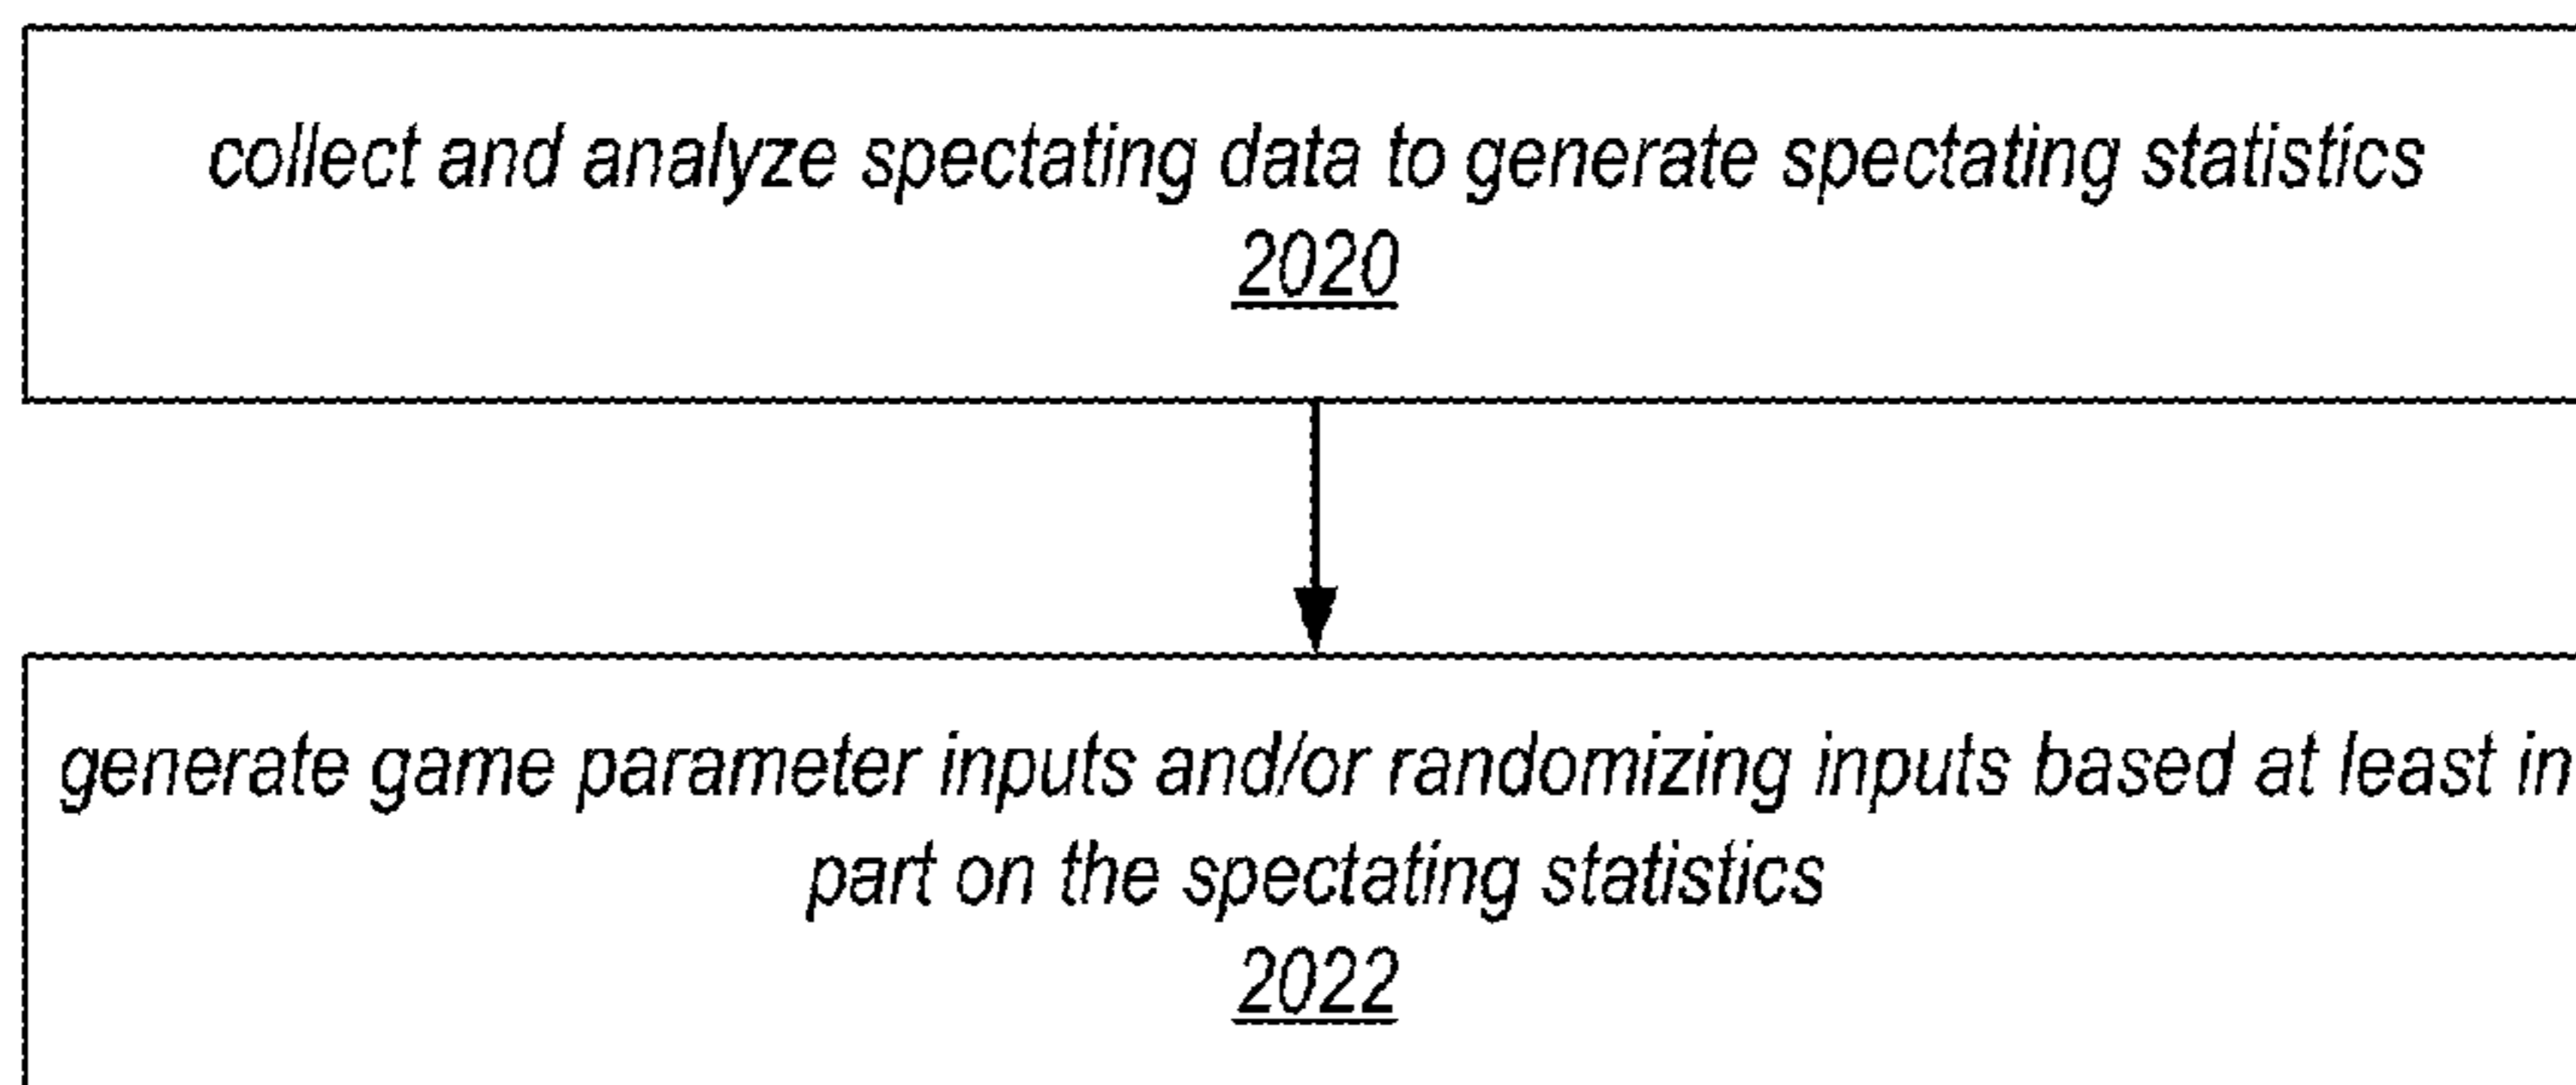 collect and analyze spectating data to generate spectating statistics
2020
generate game parameter inputs and/or randomizing inputs based at least in
part on the spectating statistics
2022